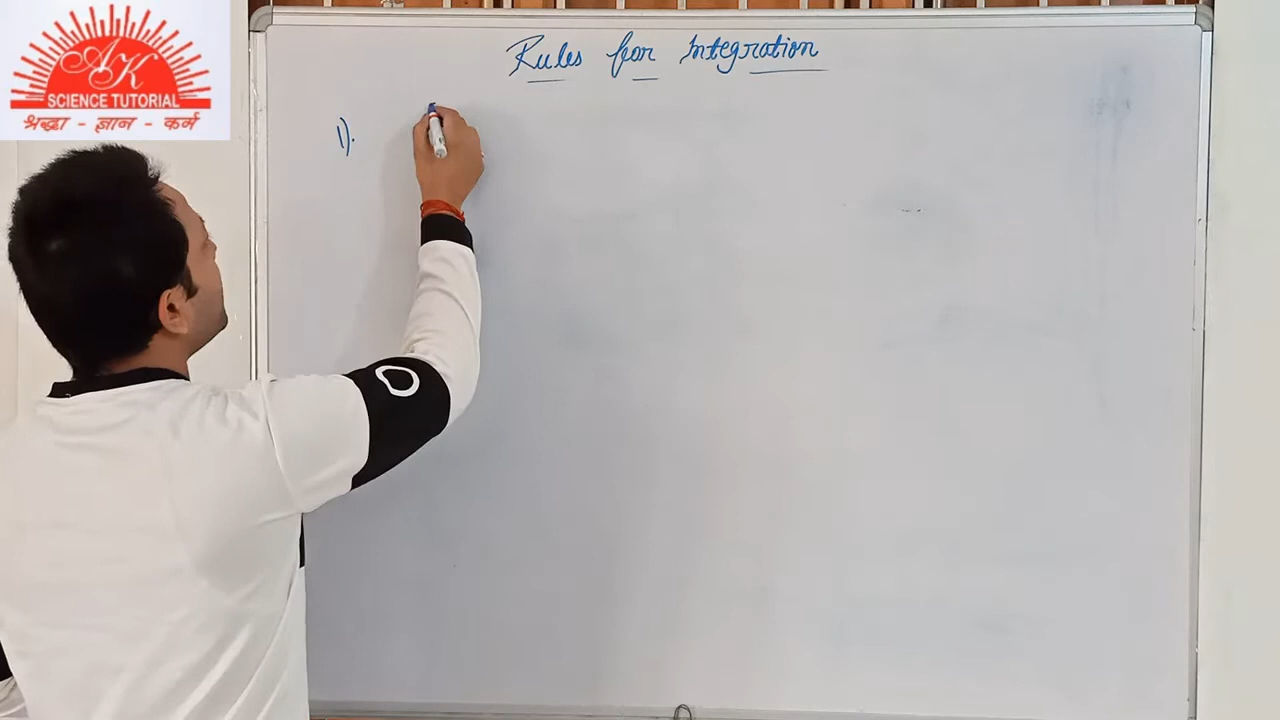 AK
SCIENCE TUTORIAL
श्रद्धा - ज्ञान - कर्म
Rules for Integration
1).